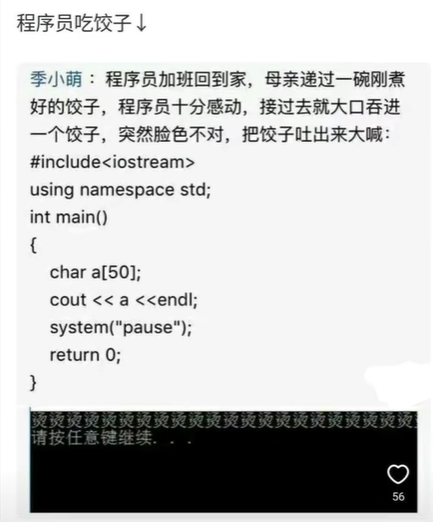 程序员吃饺子↓
季小萌： 程序员加班回到家，母亲递过一碗刚煮
好的饺子，程序员十分感动，接过去就大口吞进
一个饺子，突然脸色不对，把饺子吐出来大喊：
#include<iostream>
using namespace std;
int main()
{
char a[50];
cout << a <<endl;
system("pause");
return 0;
}
烫烫烫烫烫烫烫烫烫烫烫烫烫烫烫烫烫烫烫烫烫烫
请按任意键继续. . .
56